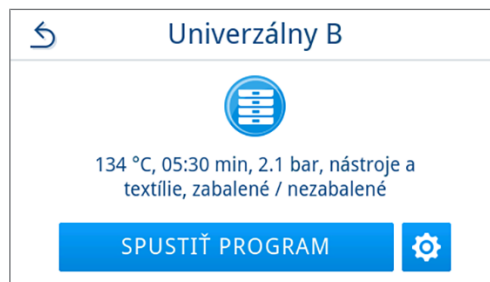 Univerzálny B
134 °C, 05:30 min, 2.1 bar, nástroje a
textílie, zabalené / nezabalené
SPUSTIŤ PROGRAM